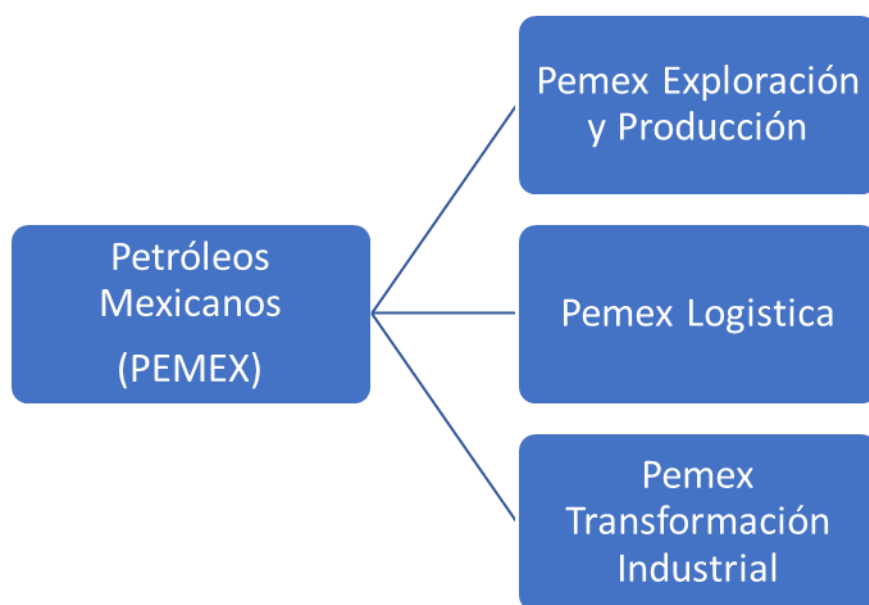 Pemex Exploración
y Producción
Petróleos
Mexicanos
(PEMEX)
Pemex Logistica
Pemex
Transformación
Industrial